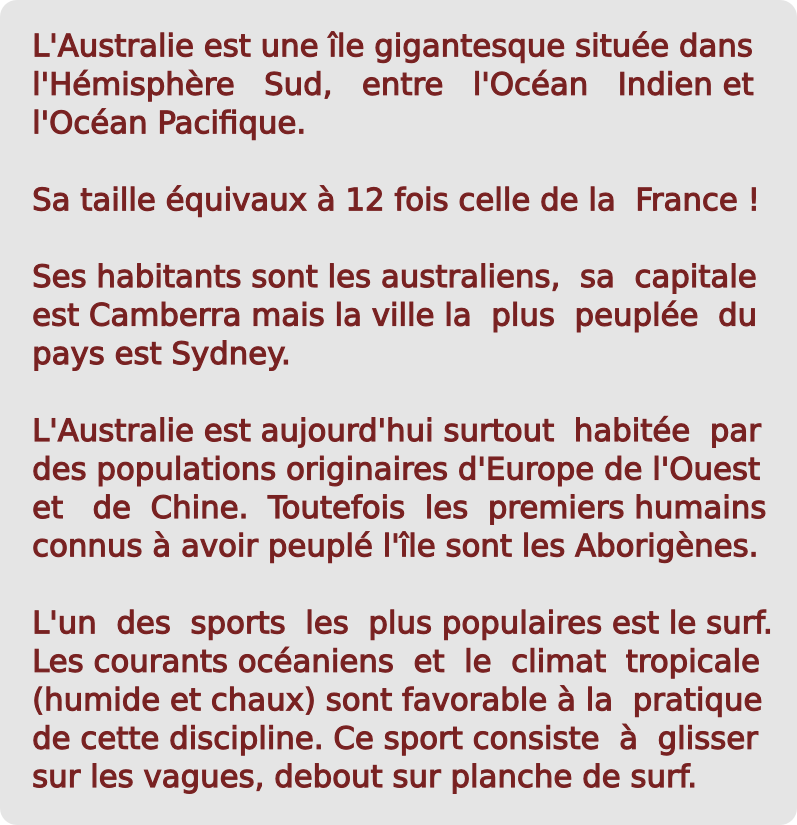 L'Australie est une île gigantesque située dans
l'Hémisphère Sud, entre l'Océan Indien et
l'Océan Pacifique.
Sa taille équivaux à 12 fois celle de la France !
Ses habitants sont les australiens, sa capitale
est Camberra mais la ville la plus peuplée du
pays est Sydney.
L'Australie est aujourd'hui surtout habitée par
des populations originaires d'Europe de l'Ouest
et de Chine. Toutefois les premiers humains
connus à avoir peuplé l'île sont les Aborigènes.
L'un des sports les plus populaires est le surf.
Les courants océaniens et le climat tropicale
(humide et chaux) sont favorable à la pratique
de cette discipline. Ce sport consiste à glisser
sur les vagues, debout sur planche de surf.